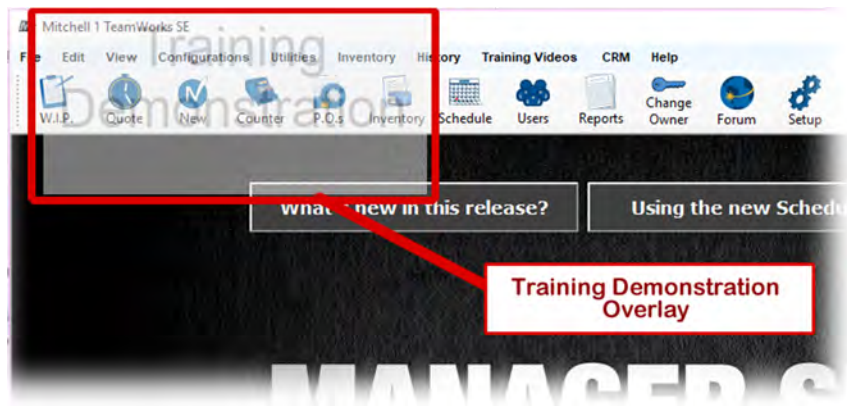 Mitchell 1 TeamWorks SE
Training
File Edit View Configurations Utilities Inventory History Training Videos CRM Help
Demonstration
W.I.P. Quote New Counter P.O.s Inventory Schedule Users Reports Change Owner Forum Setup
What's new in this release? Using the new Schedu
Training Demonstration
Overlay
MANAGER S